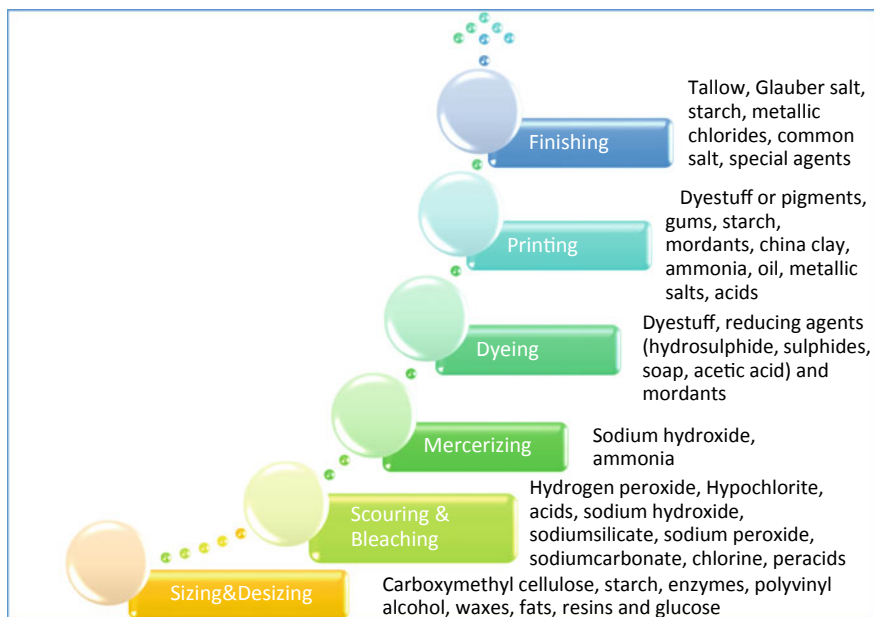 Tallow, Glauber salt,
starch, metallic
chlorides, common
salt, special agents
Finishing
Dyestuff or pigments,
gums, starch,
mordants, china clay,
ammonia, oil, metallic
salts, acids
Printing
Dyestuff, reducing agents
(hydrosulphide, sulphides,
soap, acetic acid) and
mordants
Dyeing
Mercerizing
Sodium hydroxide,
ammonia
Hydrogen peroxide, Hypochlorite,
acids, sodium hydroxide,
sodiumsilicate, sodium peroxide,
sodiumcarbonate, chlorine, peracids
Scouring &
Bleaching
Sizing&Desizing
Carboxymethyl cellulose, starch, enzymes, polyvinyl
alcohol, waxes, fats, resins and glucose